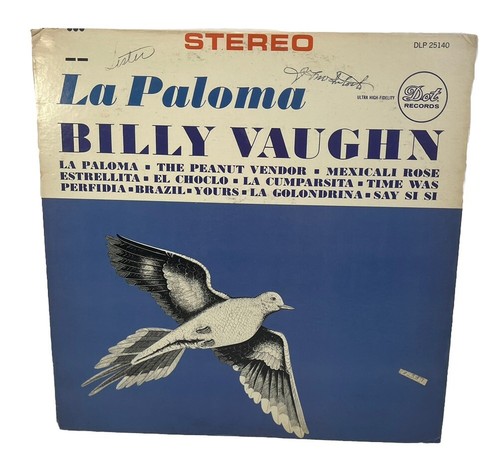 STEREO
DLP 25140
La Paloma
ULTRA HIGH FIDELITY
Dot
RECORDS
BILLY VAUGHN
LA PALOMA ▪ THE PEANUT VENDOR ▪ MEXICALI ROSE
ESTRELLITA ▪ EL CHOCLO ▪ LA CUMPARSITA ▪ TIME WAS
PERFIDIA ▪ BRAZIL ▪ YOURS ▪ LA GOLONDRINA ▪ SAY SI SI